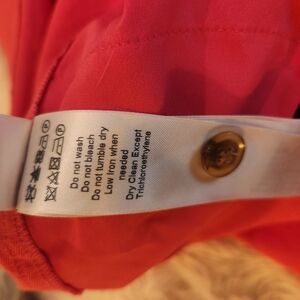 Do not wash
Do not bleach
Do not tumble dry
Low Iron when
needed
Dry Clean Except
Trichloroethylene